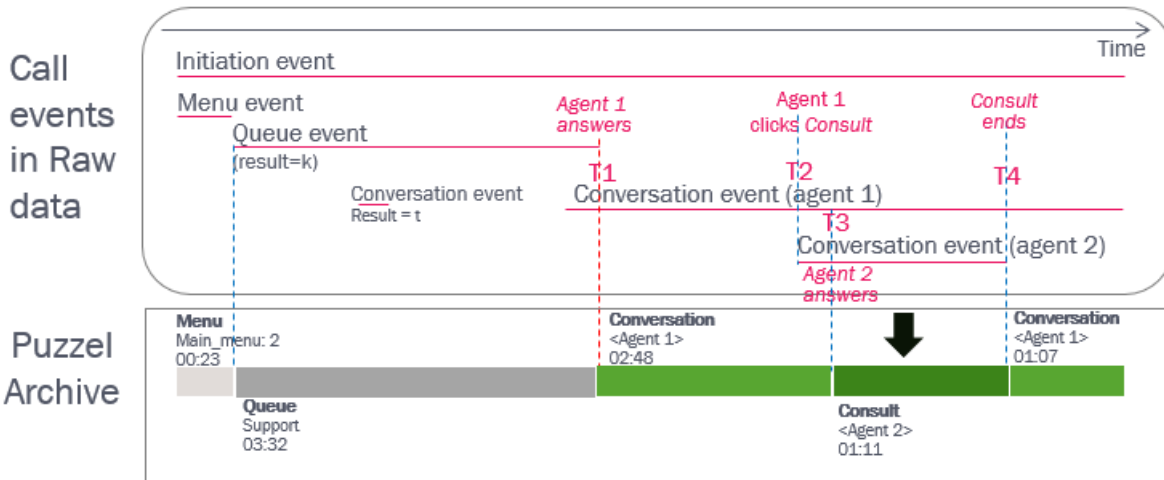 Call
events
in Raw
data
Time
Initiation event
Menu event
Queue event
(result=k)
Agent 1
answers
Agent 1
clicks Consult
Consult
ends
T1
T2
T4
Conversation event
Result = t
Conversation event (agent 1)
T3
Conversation event (agent 2)
Agent 2
answers
Puzzel
Archive
Menu
Main_menu: 2
00:23
Queue
Support
03:32
Conversation
<Agent 1>
02:48
Consult
<Agent 2>
01:11
Conversation
<Agent 1>
01:07